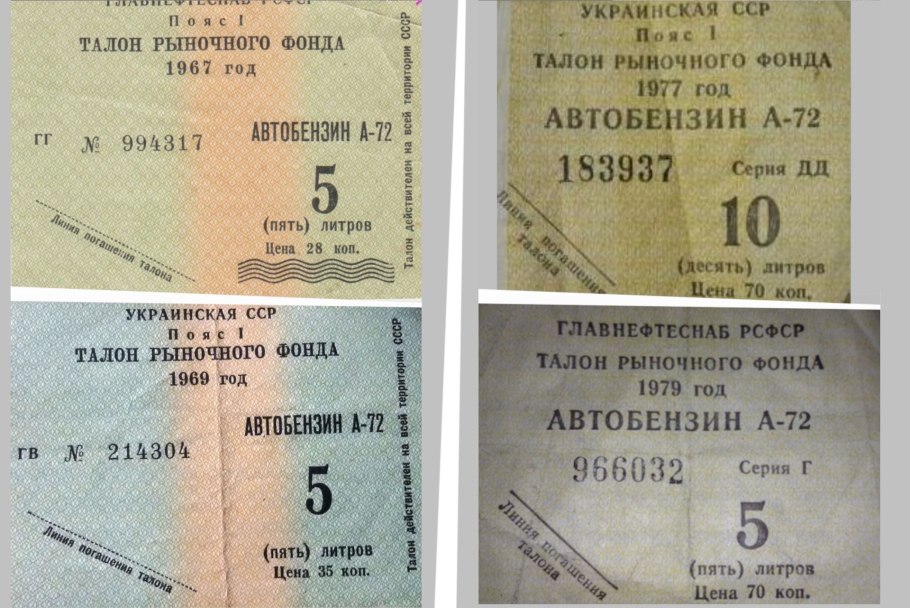 ГЛАВНЕФТЕСНАБ РСФСР
Пояс I
ТАЛОН РЫНОЧНОГО ФОНДА
1967 год
ГГ № 994317
АВТОБЕНЗИН А-72
5
(пять) литров
Цена 28 коп.
Линия погашения талона
Талон действителен на всей территории СССР
УКРАИНСКАЯ ССР
Пояс I
ТАЛОН РЫНОЧНОГО ФОНДА
1977 год
АВТОБЕНЗИН А-72
183937 Серия ДД
10
(десять) литров
Цена 70 коп.
Линия погашения
талона
УКРАИНСКАЯ ССР
Пояс I
ТАЛОН РЫНОЧНОГО ФОНДА
1969 год
АВТОБЕНЗИН А-72
ГВ № 214304
5
(пять) литров
Цена 35 коп.
Линия погашения талона
Талон действителен на всей территории СССР
ГЛАВНЕФТЕСНАБ РСФСР
ТАЛОН РЫНОЧНОГО ФОНДА
1979 год
АВТОБЕНЗИН А-72
966032 Серия Г
5
(пять) литров
Цена 70 коп.
Линия погашения
талона